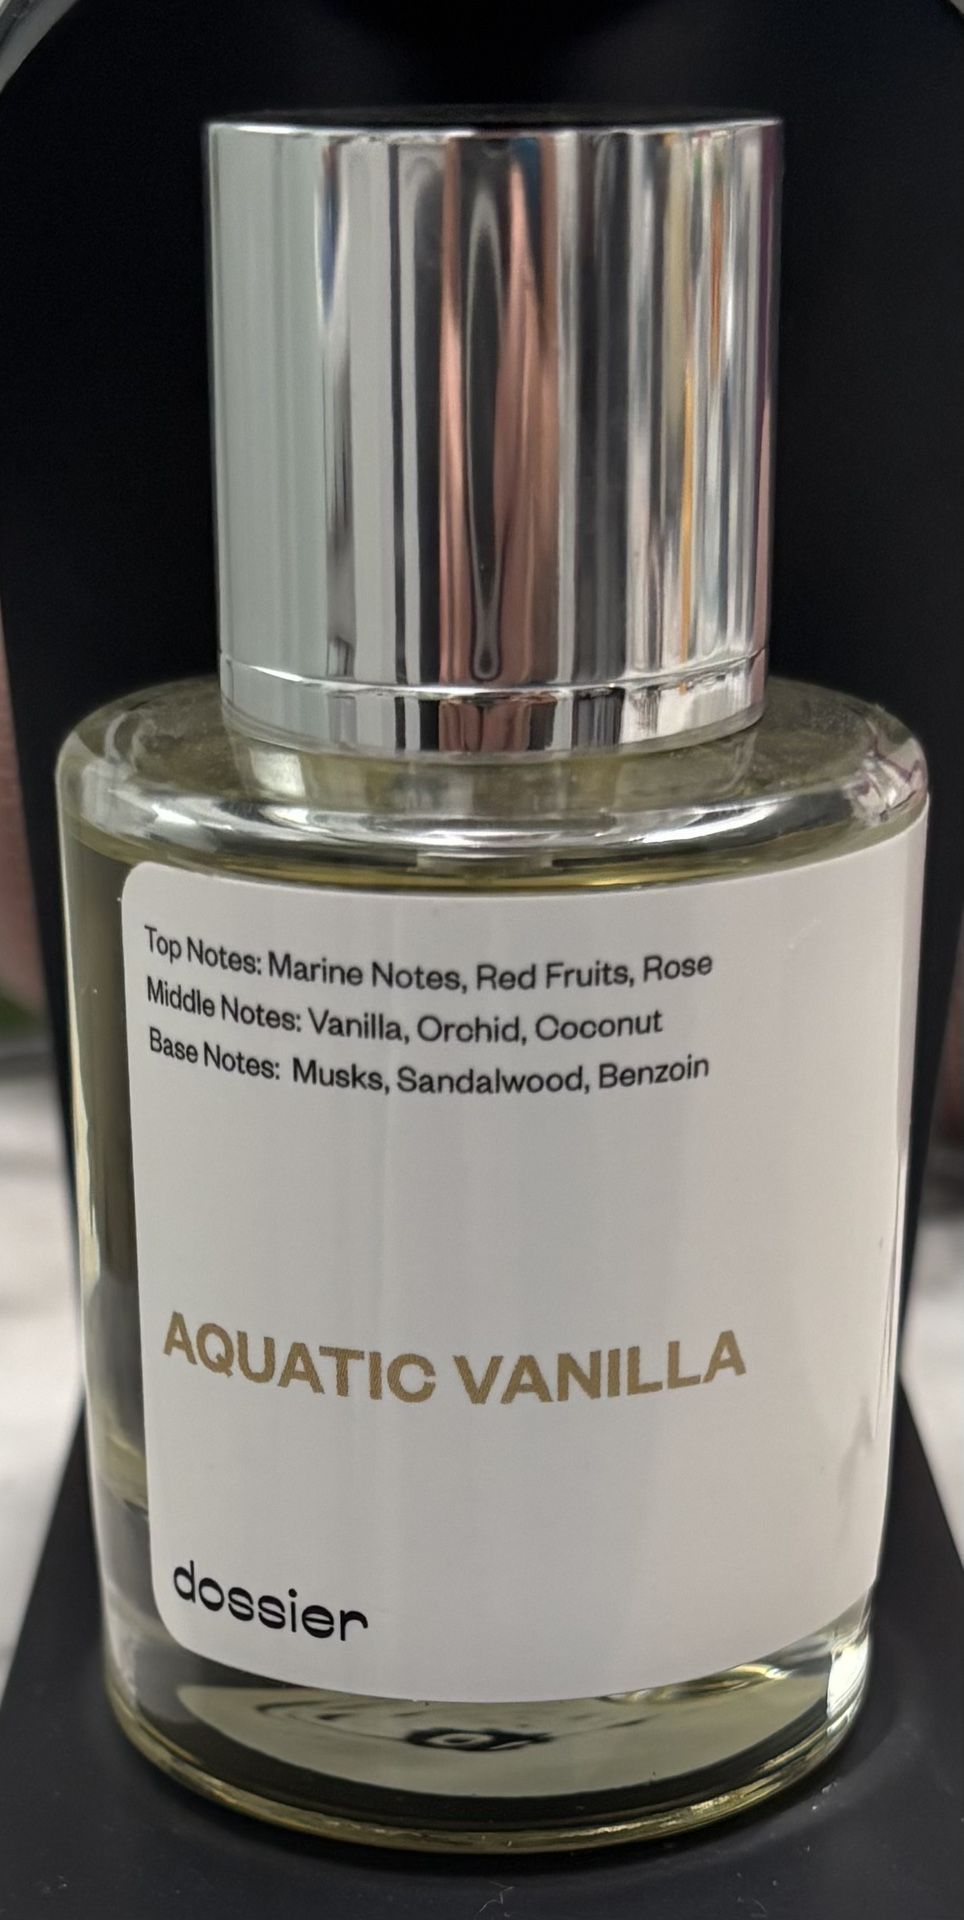 Top Notes: Marine Notes, Red Fruits, Rose
Middle Notes: Vanilla, Orchid, Coconut
Base Notes: Musks, Sandalwood, Benzoin
AQUATIC VANILLA
dossier